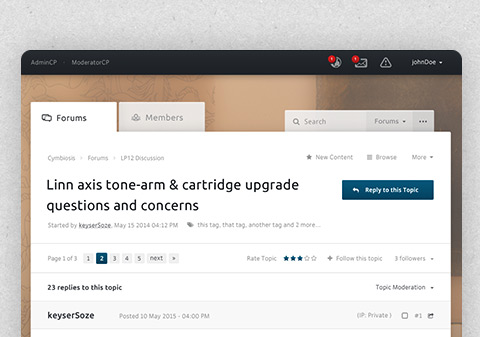 AdminCP · ModeratorCP johnDoe
Forums Members Search Forums
Cymbiosis Forums LP12 Discussion New Content Browse More
Linn axis tone-arm & cartridge upgrade
questions and concerns
Reply to this Topic
Started by keyserSoze, May 15 2014 04:12 PM this tag, that tag, another tag and 2 more...
Page 1 of 3 1 2 3 4 5 next » Rate Topic Follow this topic 3 followers
23 replies to this topic Topic Moderation
keyserSoze Posted 10 May 2015 - 04:00 PM (IP: Private ) #1